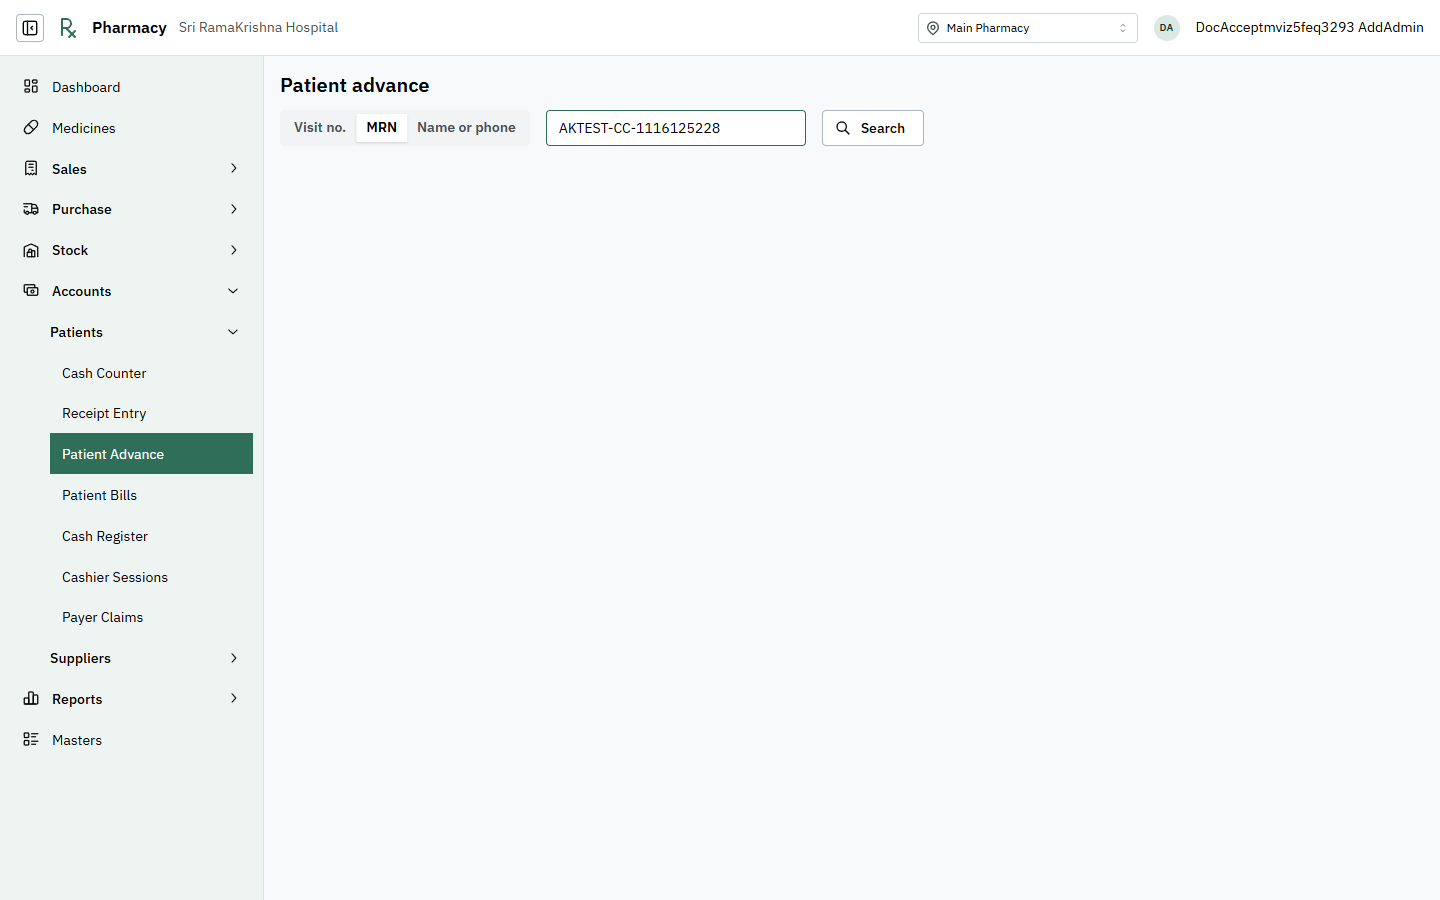 Pharmacy Sri RamaKrishna Hospital Main Pharmacy DA DocAcceptmviz5feq3293 AddAdmin
Dashboard
Medicines
Sales
Purchase
Stock
Accounts
Patients
Cash Counter
Receipt Entry
Patient Advance
Patient Bills
Cash Register
Cashier Sessions
Payer Claims
Suppliers
Reports
Masters
Patient advance
Visit no. MRN Name or phone AKTEST-CC-1116125228 Search